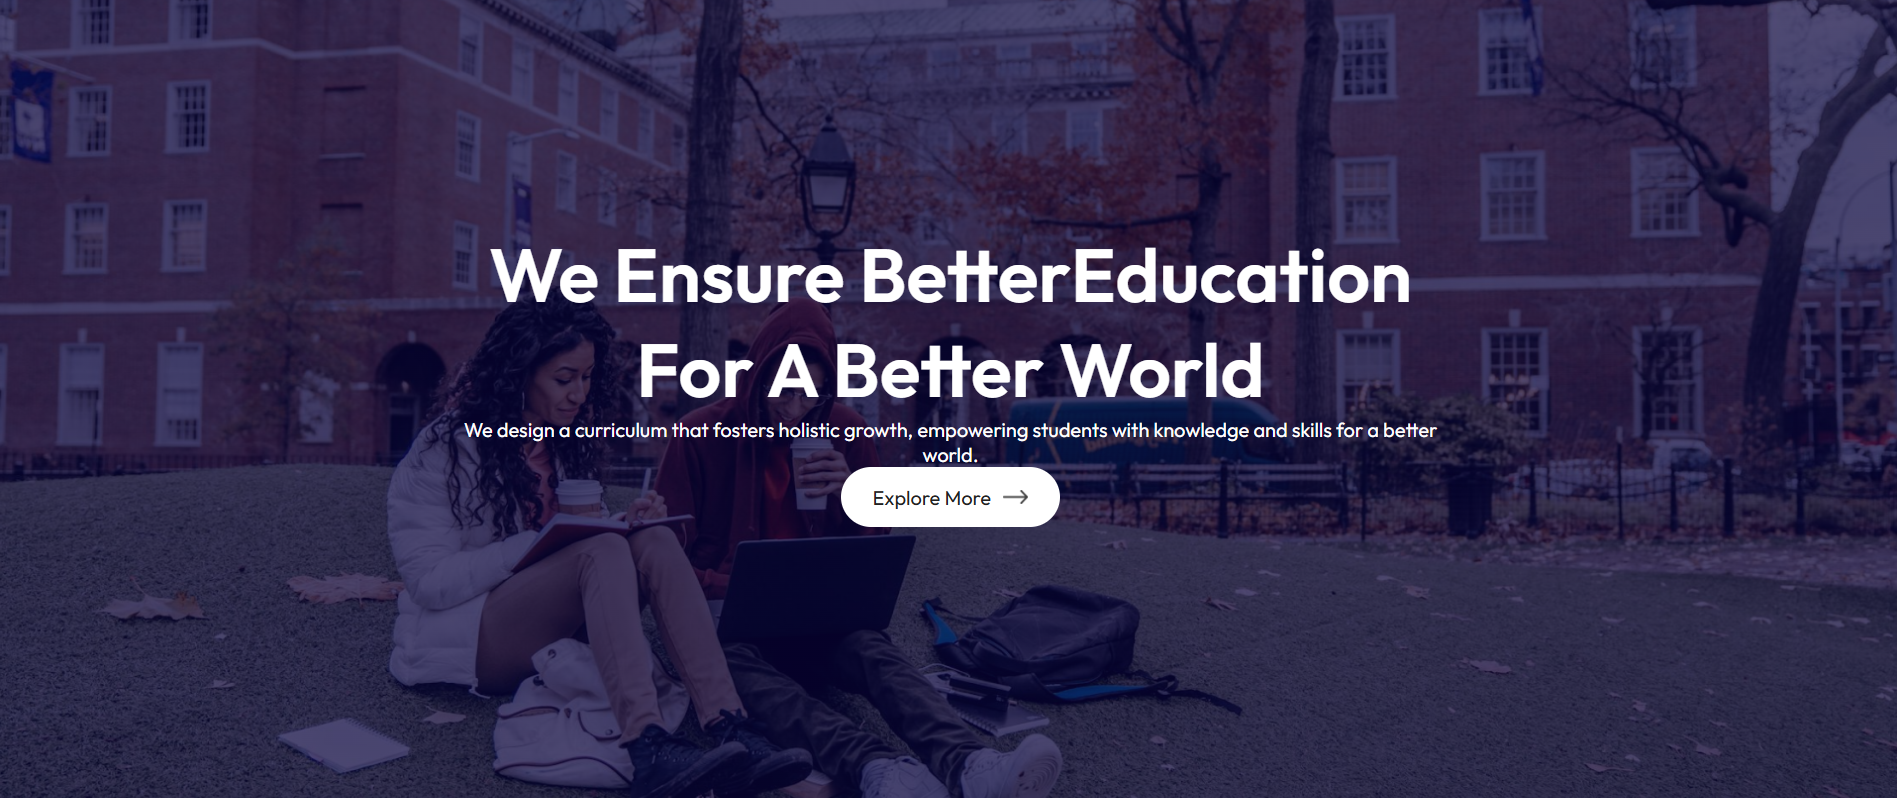 We Ensure BetterEducation
For A Better World
We design a curriculum that fosters holistic growth, empowering students with knowledge and skills for a better
world.
Explore More